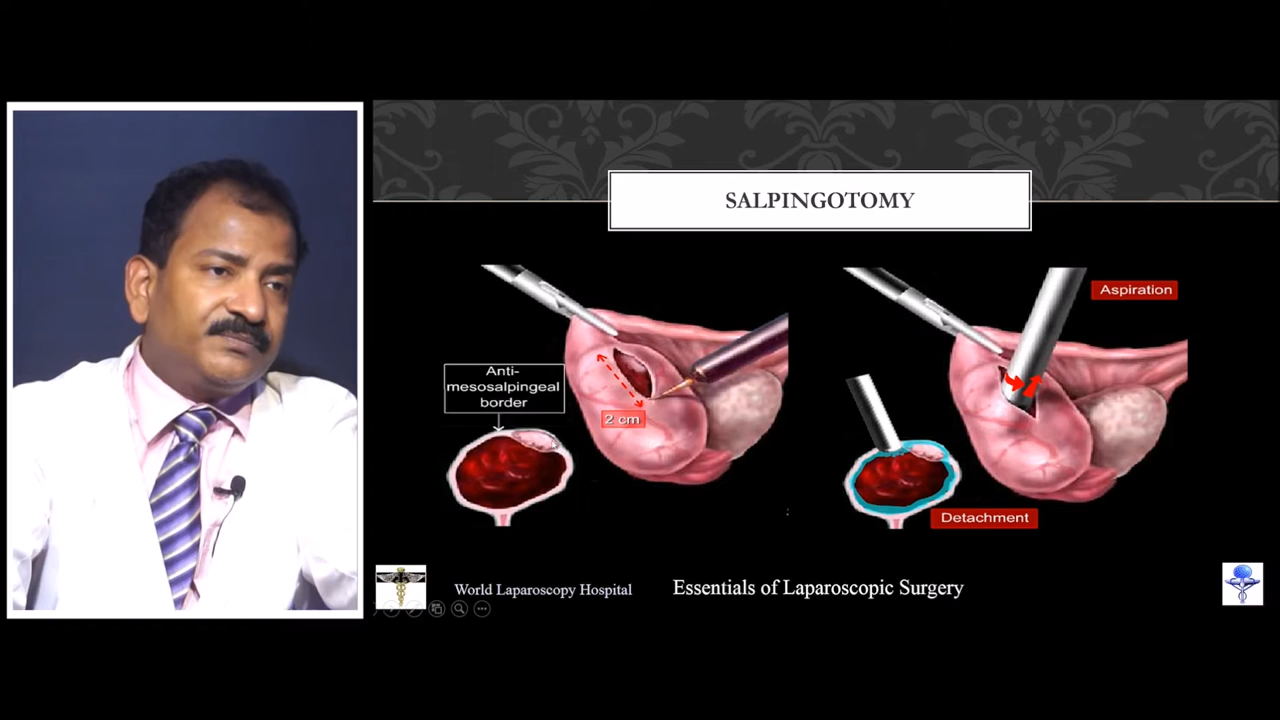 SALPINGOTOMY
Anti-
mesosalpingeal
border
2 cm
Aspiration
Detachment
World Laparoscopy Hospital
Essentials of Laparoscopic Surgery